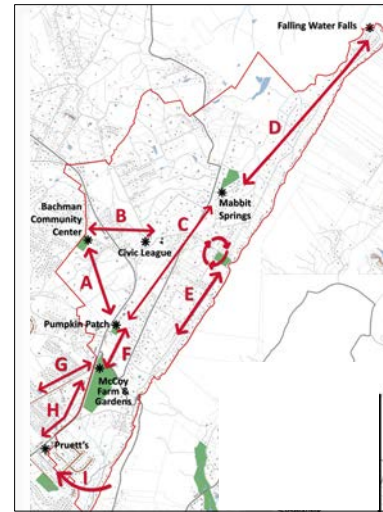 Falling Water Falls
D
Mabbit
Springs
Bachman
Community
Center
B
C
Civic League
A
E
Pumpkin Patch
F
G
McCoy
Farm &
Gardens
H
Pruett's
I